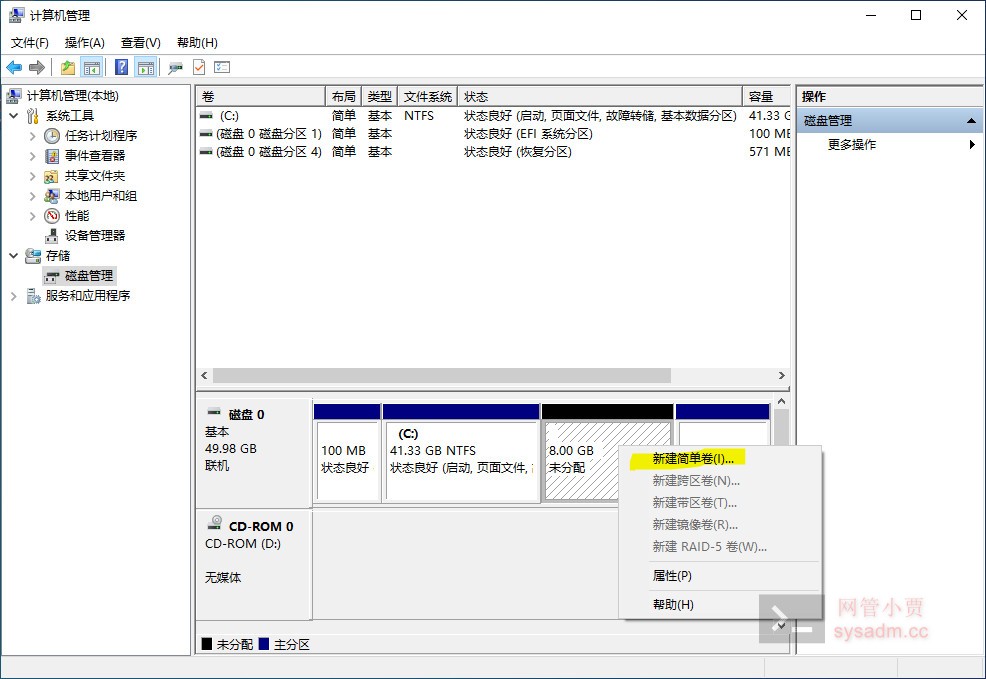 计算机管理
文件(F) 操作(A) 查看(V) 帮助(H)
计算机管理(本地)
系统工具
任务计划程序
事件查看器
共享文件夹
本地用户和组
性能
设备管理器
存储
磁盘管理
服务和应用程序
卷 布局 类型 文件系统 状态 容量
(C:) 简单 基本 NTFS 状态良好 (启动, 页面文件, 故障转储, 基本数据分区) 41.33 G
(磁盘 0 磁盘分区 1) 简单 基本 状态良好 (EFI 系统分区) 100 MB
(磁盘 0 磁盘分区 4) 简单 基本 状态良好 (恢复分区) 571 MB
操作
磁盘管理
更多操作
磁盘 0
基本
49.98 GB
联机
100 MB
状态良好
(C:)
41.33 GB NTFS
状态良好 (启动, 页面文件,
8.00 GB
未分配
新建简单卷(I)...
新建跨区卷(N)...
新建带区卷(T)...
新建镜像卷(R)...
新建 RAID-5 卷(W)...
属性(P)
帮助(H)
CD-ROM 0
CD-ROM (D:)
无媒体
未分配 主分区
网管小贾
sysadm.cc